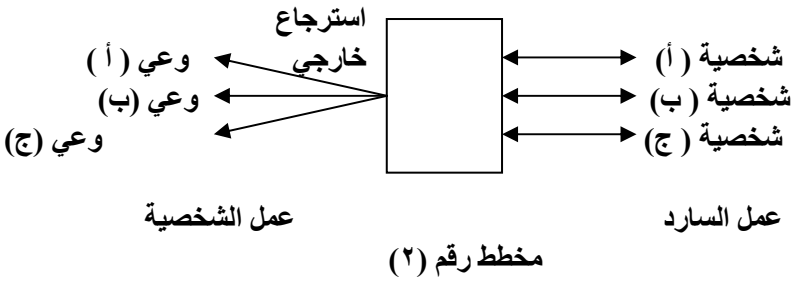 استرجاع
خارجي
شخصية ( أ)
وعي ( أ )
شخصية ( ب)
وعي (ب)
شخصية ( ج)
وعي (ج)
عمل السارد
عمل الشخصية
مخطط رقم (٢)